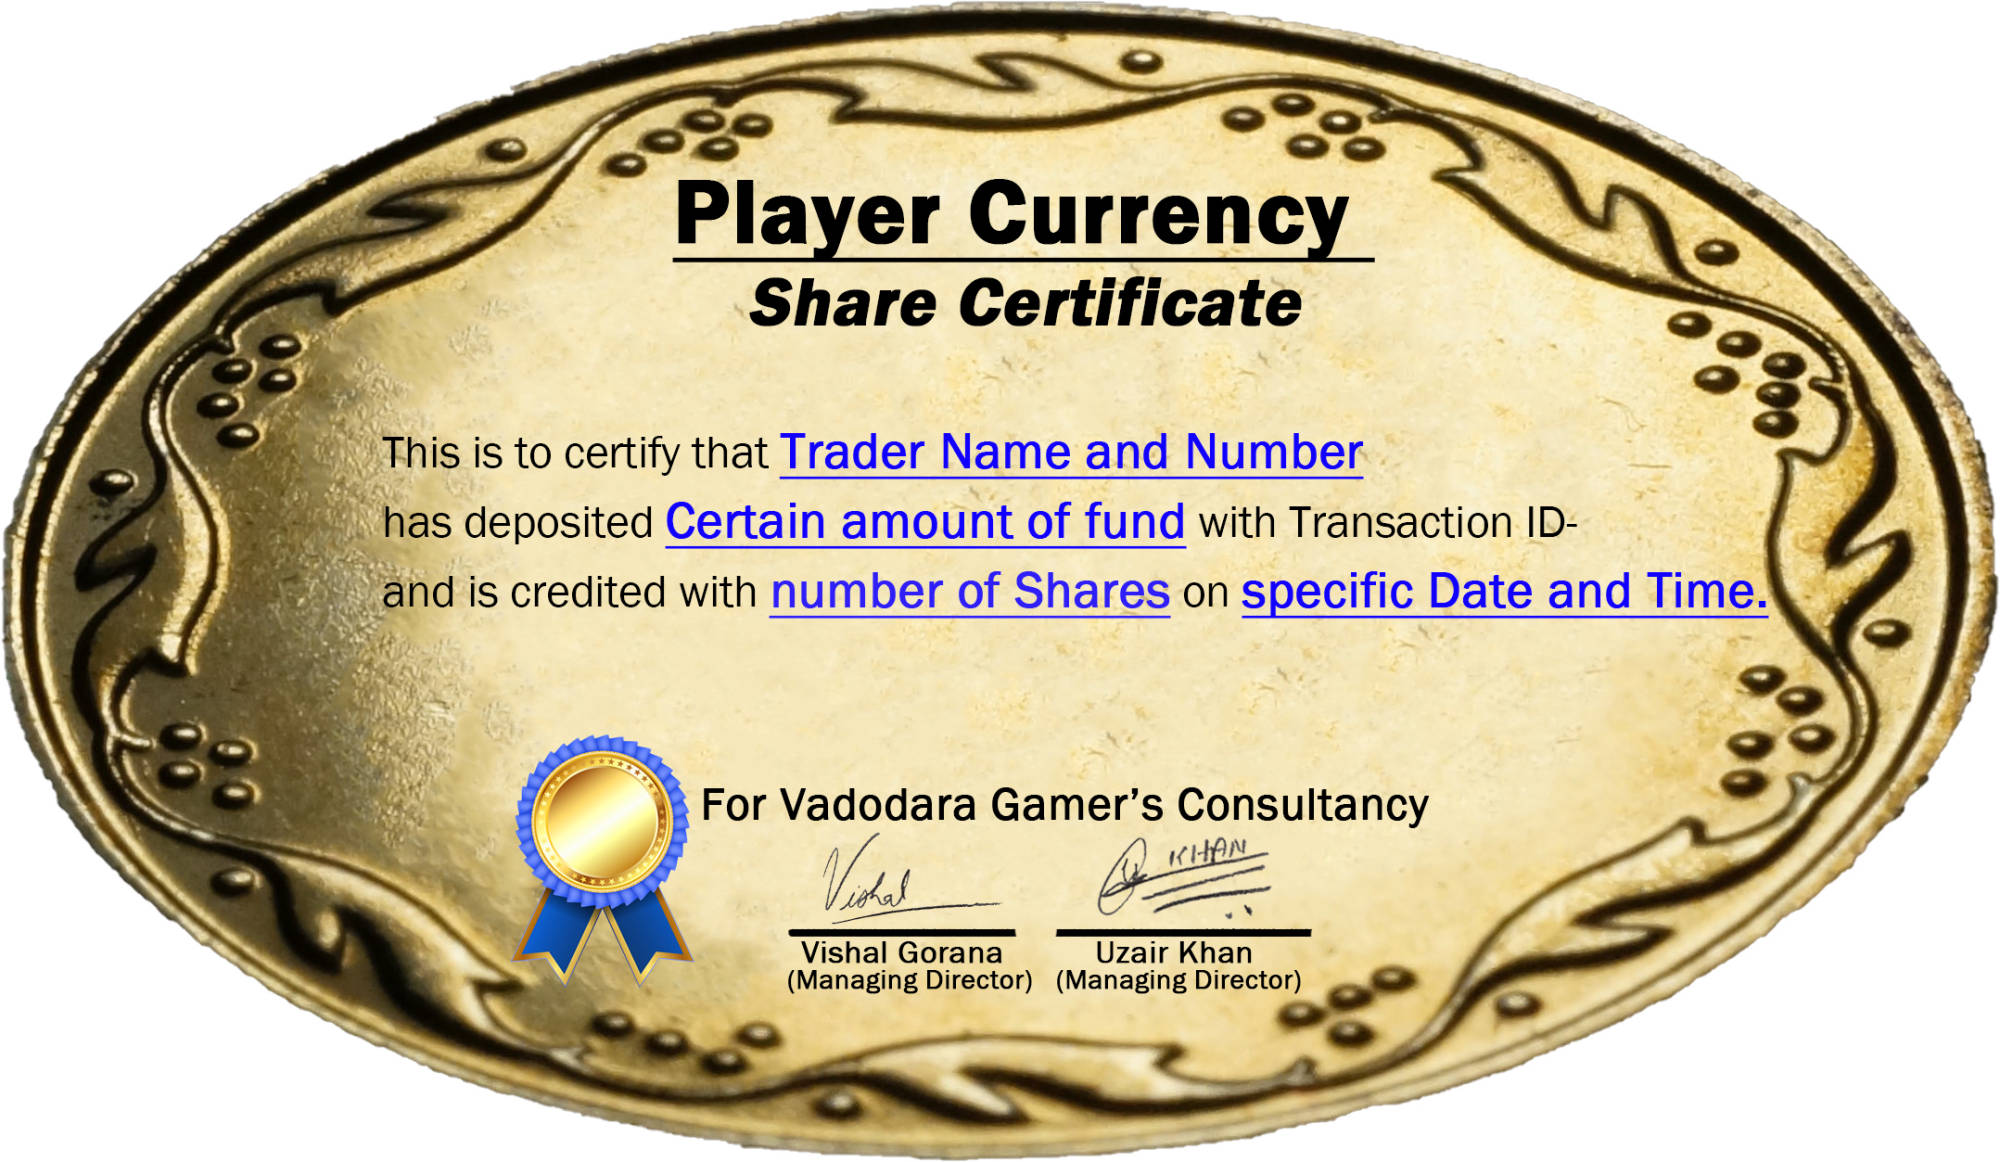 Player Currency
Share Certificate
This is to certify that Trader Name and Number
has deposited Certain amount of fund with Transaction ID-
and is credited with number of Shares on specific Date and Time.
For Vadodara Gamer's Consultancy
Vishal KHAN
Vishal Gorana Uzair Khan
(Managing Director) (Managing Director)